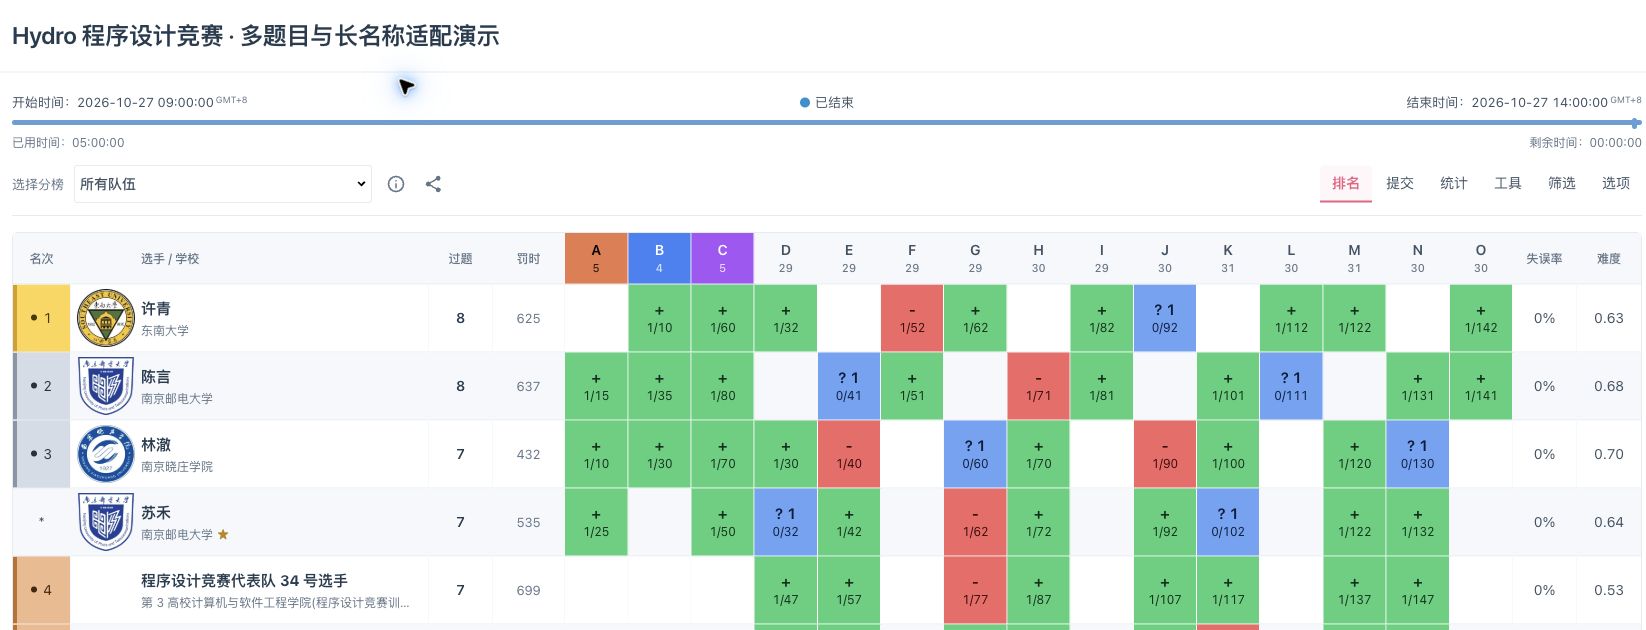 Hydro 程序设计竞赛 · 多题目与长名称适配演示
开始时间：2026-10-27 09:00:00 GMT+8 已结束 结束时间：2026-10-27 14:00:00 GMT+8
已用时间：05:00:00 剩余时间：00:00:00
选择分榜 所有队伍 排名 提交 统计 工具 筛选 选项
名次 选手 / 学校 过题 罚时 A B C D E F G H I J K L M N O 失误率 难度
5 4 5 29 29 29 29 30 29 30 31 30 31 30 30
1 许青 8 625 + + + - + + ? 1 + + + 0% 0.63
东南大学 1/10 1/60 1/32 1/52 1/62 1/82 0/92 1/112 1/122 1/142
2 陈言 8 637 + + + ? 1 + - + + ? 1 + + 0% 0.68
南京邮电大学 1/15 1/35 1/80 0/41 1/51 1/71 1/81 1/101 0/111 1/131 1/141
3 林澈 7 432 + + + + - ? 1 + - + + ? 1 0% 0.70
南京晓庄学院 1/10 1/30 1/70 1/30 1/40 0/60 1/70 1/90 1/100 1/120 0/130
* 苏禾 7 535 + + ? 1 + - + + ? 1 + + 0% 0.64
南京邮电大学 1/25 1/50 0/32 1/42 1/62 1/72 1/92 0/102 1/122 1/132
4 程序设计竞赛代表队 34 号选手 7 699 + + - + + + + + 0% 0.53
第 3 高校计算机与软件工程学院(程序设计竞赛训... 1/47 1/57 1/77 1/87 1/107 1/117 1/137 1/147